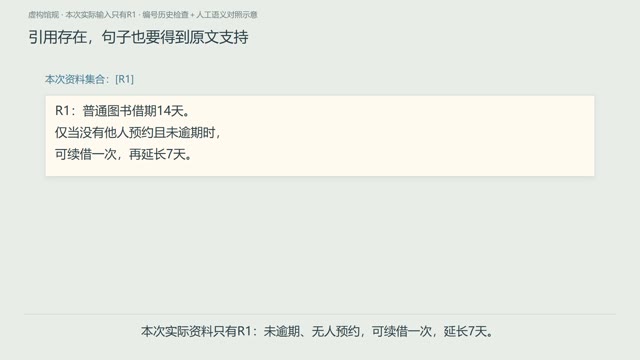 虚构馆规 · 本次实际输入只有R1 · 编号历史检查 + 人工语义对照示意
引用存在，句子也要得到原文支持
本次资料集合：[R1]
R1：普通图书借期14天。
仅当没有他人预约且未逾期时，
可续借一次，再延长7天。
本次实际资料只有R1：未逾期、无人预约，可续借一次，延长7天。